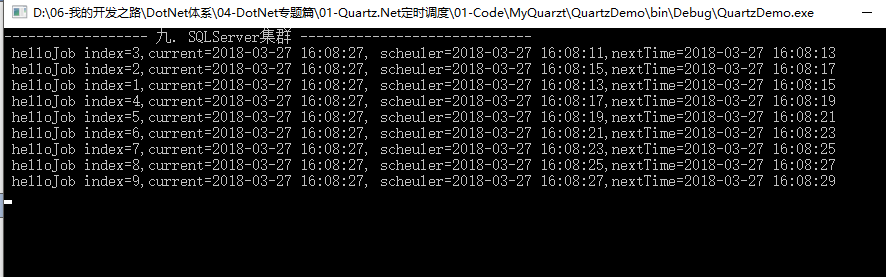 D:\06-我的开发之路\DotNet体系\04-DotNet专题篇\01-Quartz.Net定时调度\01-Code\MyQuarzt\QuartzDemo\bin\Debug\QuartzDemo.exe
------------------ 九. SQLServer集群 -----------------------------
helloJob index=3,current=2018-03-27 16:08:27, scheuler=2018-03-27 16:08:11,nextTime=2018-03-27 16:08:13
helloJob index=2,current=2018-03-27 16:08:27, scheuler=2018-03-27 16:08:15,nextTime=2018-03-27 16:08:17
helloJob index=1,current=2018-03-27 16:08:27, scheuler=2018-03-27 16:08:13,nextTime=2018-03-27 16:08:15
helloJob index=4,current=2018-03-27 16:08:27, scheuler=2018-03-27 16:08:17,nextTime=2018-03-27 16:08:19
helloJob index=5,current=2018-03-27 16:08:27, scheuler=2018-03-27 16:08:19,nextTime=2018-03-27 16:08:21
helloJob index=6,current=2018-03-27 16:08:27, scheuler=2018-03-27 16:08:21,nextTime=2018-03-27 16:08:23
helloJob index=7,current=2018-03-27 16:08:27, scheuler=2018-03-27 16:08:23,nextTime=2018-03-27 16:08:25
helloJob index=8,current=2018-03-27 16:08:27, scheuler=2018-03-27 16:08:25,nextTime=2018-03-27 16:08:27
helloJob index=9,current=2018-03-27 16:08:27, scheuler=2018-03-27 16:08:27,nextTime=2018-03-27 16:08:29